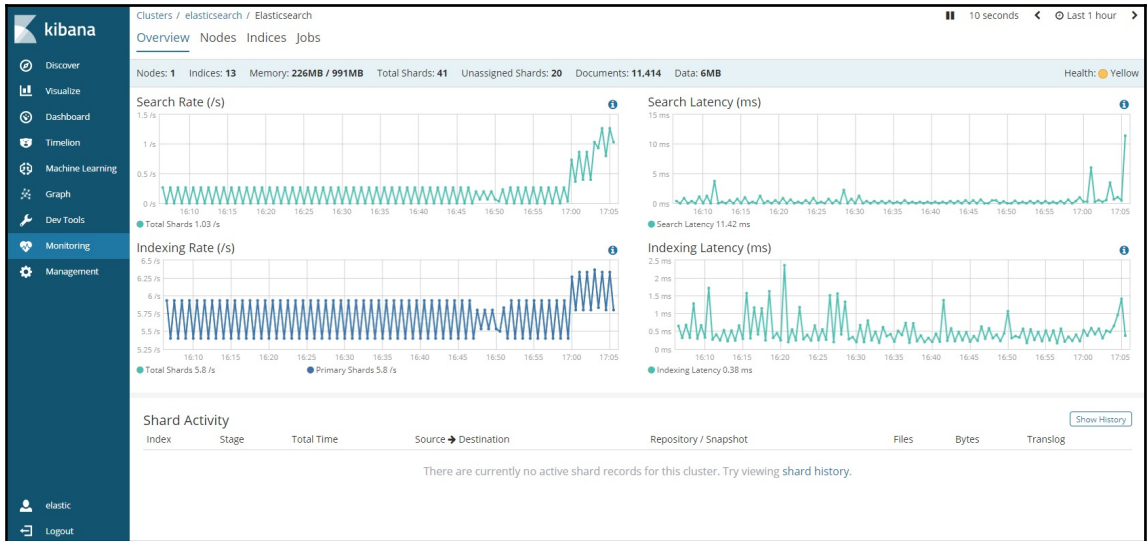 kibana
Discover
Visualize
Dashboard
Timelion
Machine Learning
Graph
Dev Tools
Monitoring
Management
elastic
Logout
Clusters / elasticsearch / Elasticsearch
10 seconds Last 1 hour
Overview Nodes Indices Jobs
Nodes: 1 Indices: 13 Memory: 226MB / 991MB Total Shards: 41 Unassigned Shards: 20 Documents: 11,414 Data: 6MB Health: Yellow
Search Rate (/s)
1.5 /s
1 /s
0.5 /s
0 /s
16:10 16:15 16:20 16:25 16:30 16:35 16:40 16:45 16:50 16:55 17:00 17:05
Total Shards 1.03 /s
Search Latency (ms)
15 ms
10 ms
5 ms
0 ms
16:10 16:15 16:20 16:25 16:30 16:35 16:40 16:45 16:50 16:55 17:00 17:05
Search Latency 11.42 ms
Indexing Rate (/s)
6.5 /s
6.25 /s
6 /s
5.75 /s
5.5 /s
5.25 /s
16:10 16:15 16:20 16:25 16:30 16:35 16:40 16:45 16:50 16:55 17:00 17:05
Total Shards 5.8 /s Primary Shards 5.8 /s
Indexing Latency (ms)
2.5 ms
2 ms
1.5 ms
1 ms
0.5 ms
0 ms
16:10 16:15 16:20 16:25 16:30 16:35 16:40 16:45 16:50 16:55 17:00 17:05
Indexing Latency 0.38 ms
Shard Activity
Show History
Index Stage Total Time Source → Destination Repository / Snapshot Files Bytes Translog
There are currently no active shard records for this cluster. Try viewing shard history.